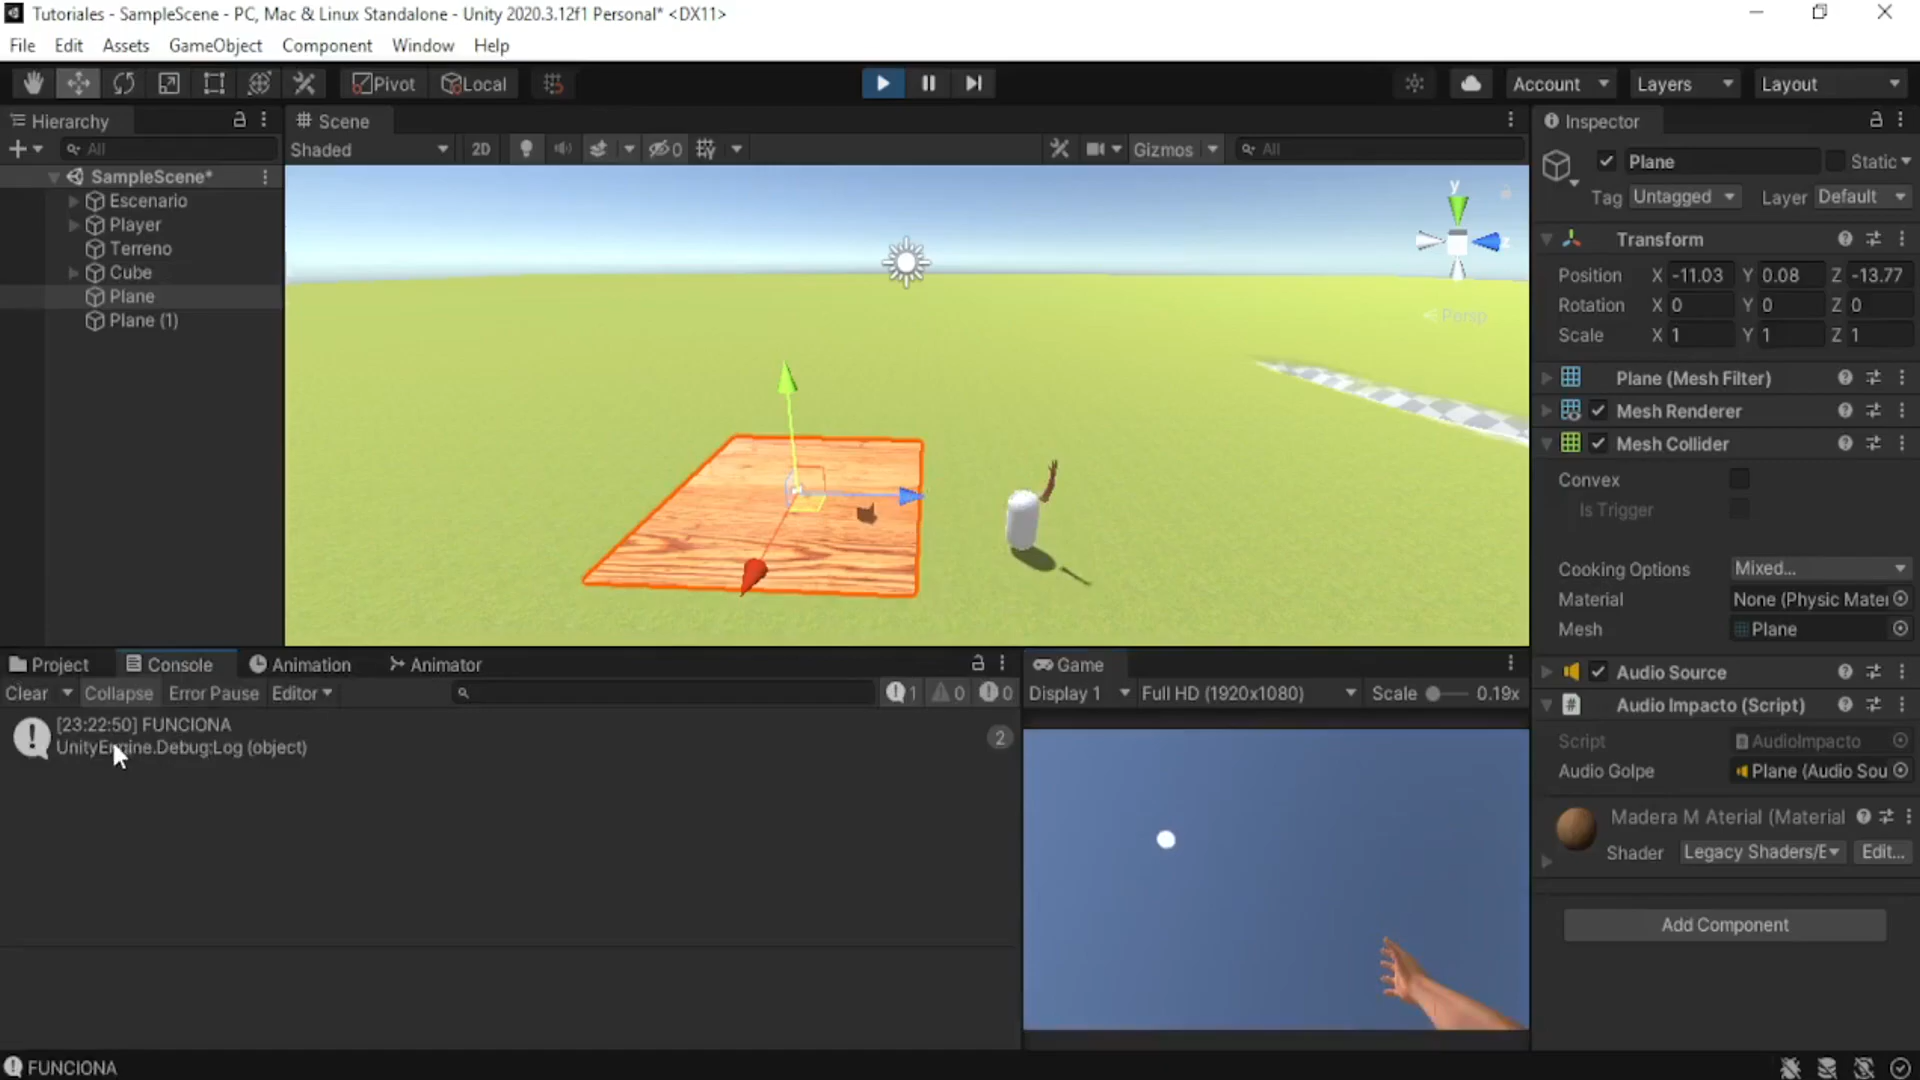 Tutoriales - SampleScene - PC, Mac & Linux Standalone - Unity 2020.3.12f1 Personal* <DX11>
File Edit Assets GameObject Component Window Help
Pivot Local Account Layers Layout
Hierarchy
All
SampleScene*
Escenario
Player
Terreno
Cube
Plane
Plane (1)
Scene
Shaded 2D 0 Gizmos All
y
z
Persp
Inspector
Plane Static
Tag Untagged Layer Default
Transform
Position X -11.03 Y 0.08 Z -13.77
Rotation X 0 Y 0 Z 0
Scale X 1 Y 1 Z 1
Plane (Mesh Filter)
Mesh Renderer
Mesh Collider
Convex
Is Trigger
Cooking Options Mixed...
Material None (Physic Mater
Mesh Plane
Audio Source
Audio Impacto (Script)
Script AudioImpacto
Audio Golpe Plane (Audio Sou
Madera M Aterial (Material
Shader Legacy Shaders/E Edit...
Add Component
Project Console Animation Animator
Clear Collapse Error Pause Editor 1 0 0
[23:22:50] FUNCIONA
UnityEngine.Debug:Log (object)
2
Game
Display 1 Full HD (1920x1080) Scale 0.19x
FUNCIONA